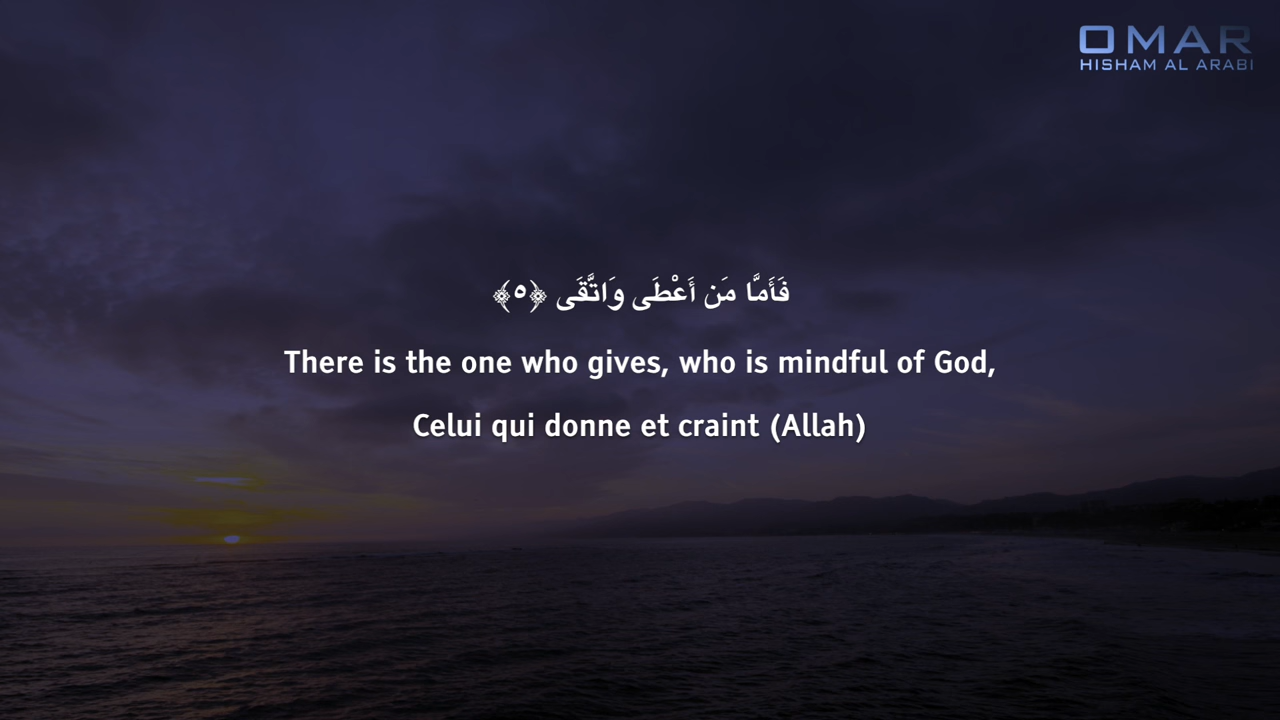 OMAR
HISHAM AL ARABI
فَأَمَّا مَن أَعْطَى وَاتَّقَى ﴿٥﴾
There is the one who gives, who is mindful of God,
Celui qui donne et craint (Allah)